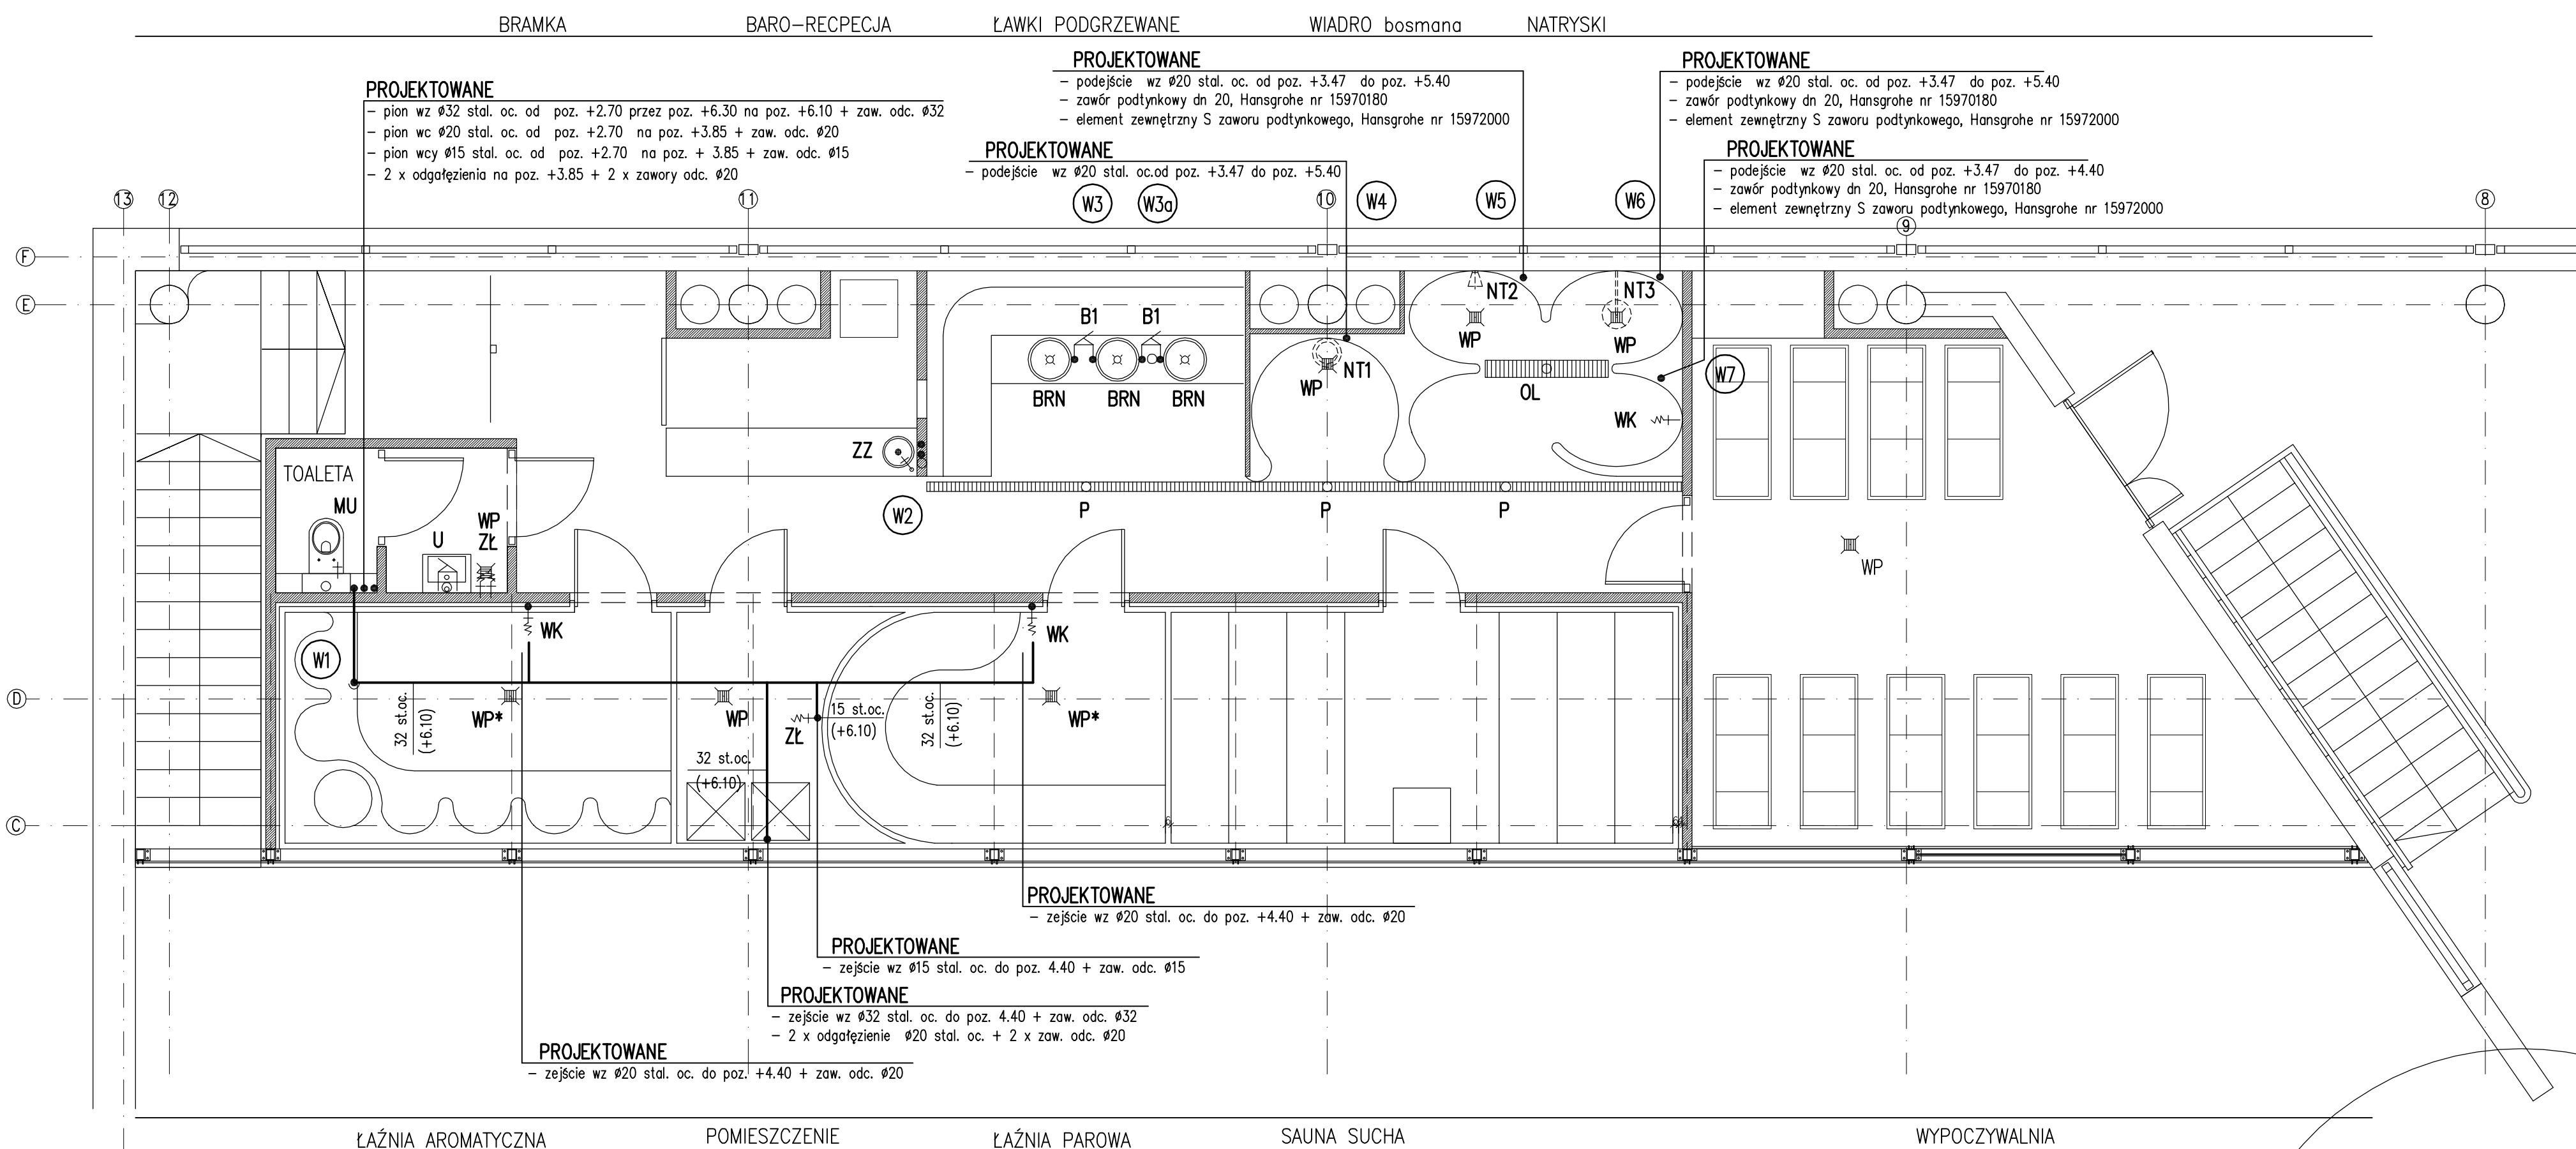 BRAMKA
BARO-RECPECJA
ŁAWKI PODGRZEWANE
WIADRO bosmana
NATRYSKI
PROJEKTOWANE
- pion wz ø32 stal. oc. od poz. +2.70 przez poz. +6.30 na poz. +6.10 + zaw. odc. ø32
- pion wc ø20 stal. oc. od poz. +2.70 na poz. +3.85 + zaw. odc. ø20
- pion wcy ø15 stal. oc. od poz. +2.70 na poz. + 3.85 + zaw. odc. ø15
- 2 x odgałęzienia na poz. +3.85 + 2 x zawory odc. ø20
PROJEKTOWANE
- podejście wz ø20 stal. oc. od poz. +3.47 do poz. +5.40
- zawór podtynkowy dn 20, Hansgrohe nr 15970180
- element zewnętrzny S zaworu podtynkowego, Hansgrohe nr 15972000
PROJEKTOWANE
- podejście wz ø20 stal. oc.od poz. +3.47 do poz. +5.40
PROJEKTOWANE
- podejście wz ø20 stal. oc. od poz. +3.47 do poz. +5.40
- zawór podtynkowy dn 20, Hansgrohe nr 15970180
- element zewnętrzny S zaworu podtynkowego, Hansgrohe nr 15972000
PROJEKTOWANE
- podejście wz ø20 stal. oc. od poz. +3.47 do poz. +4.40
- zawór podtynkowy dn 20, Hansgrohe nr 15970180
- element zewnętrzny S zaworu podtynkowego, Hansgrohe nr 15972000
13
12
11
W3
W3a
10
W4
W5
W6
9
8
F
E
NT2
NT3
B1
B1
WP
WP
NT1
WP
W7
BRN
BRN
BRN
OL
WK
ZZ
TOALETA
MU
U
WP
ZŁ
W2
P
P
P
WP
W1
WK
WK
D
WP*
WP
ZŁ
WP*
32 st.oc.
(+6.10)
15 st.oc.
(+6.10)
32 st.oc.
(+6.10)
32 st.oc.
(+6.10)
C
PROJEKTOWANE
- zejście wz ø20 stal. oc. do poz. +4.40 + zaw. odc. ø20
PROJEKTOWANE
- zejście wz ø15 stal. oc. do poz. 4.40 + zaw. odc. ø15
PROJEKTOWANE
- zejście wz ø32 stal. oc. do poz. 4.40 + zaw. odc. ø32
- 2 x odgałęzienie ø20 stal. oc. + 2 x zaw. odc. ø20
PROJEKTOWANE
- zejście wz ø20 stal. oc. do poz. +4.40 + zaw. odc. ø20
ŁAŹNIA AROMATYCZNA
POMIESZCZENIE
ŁAŹNIA PAROWA
SAUNA SUCHA
WYPOCZYWALNIA